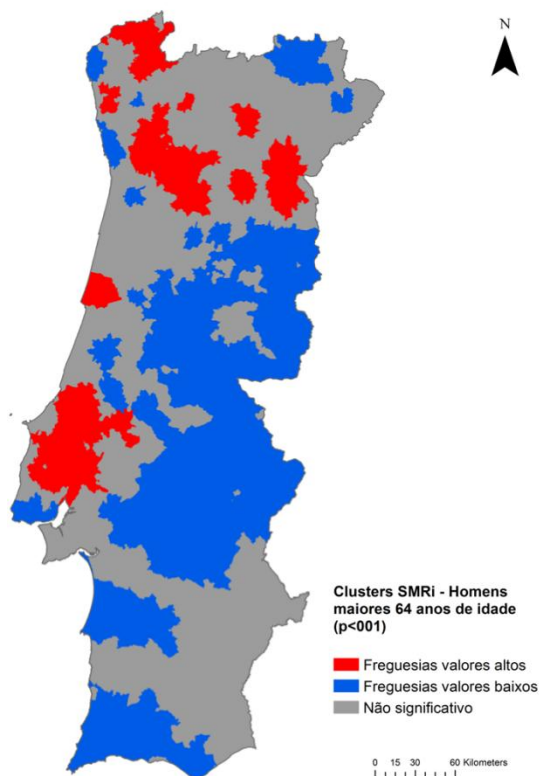 N
Clusters SMRi - Homens
maiores 64 anos de idade
(p<001)
Freguesias valores altos
Freguesias valores baixos
Não significativo
0 15 30 60 Kilometers